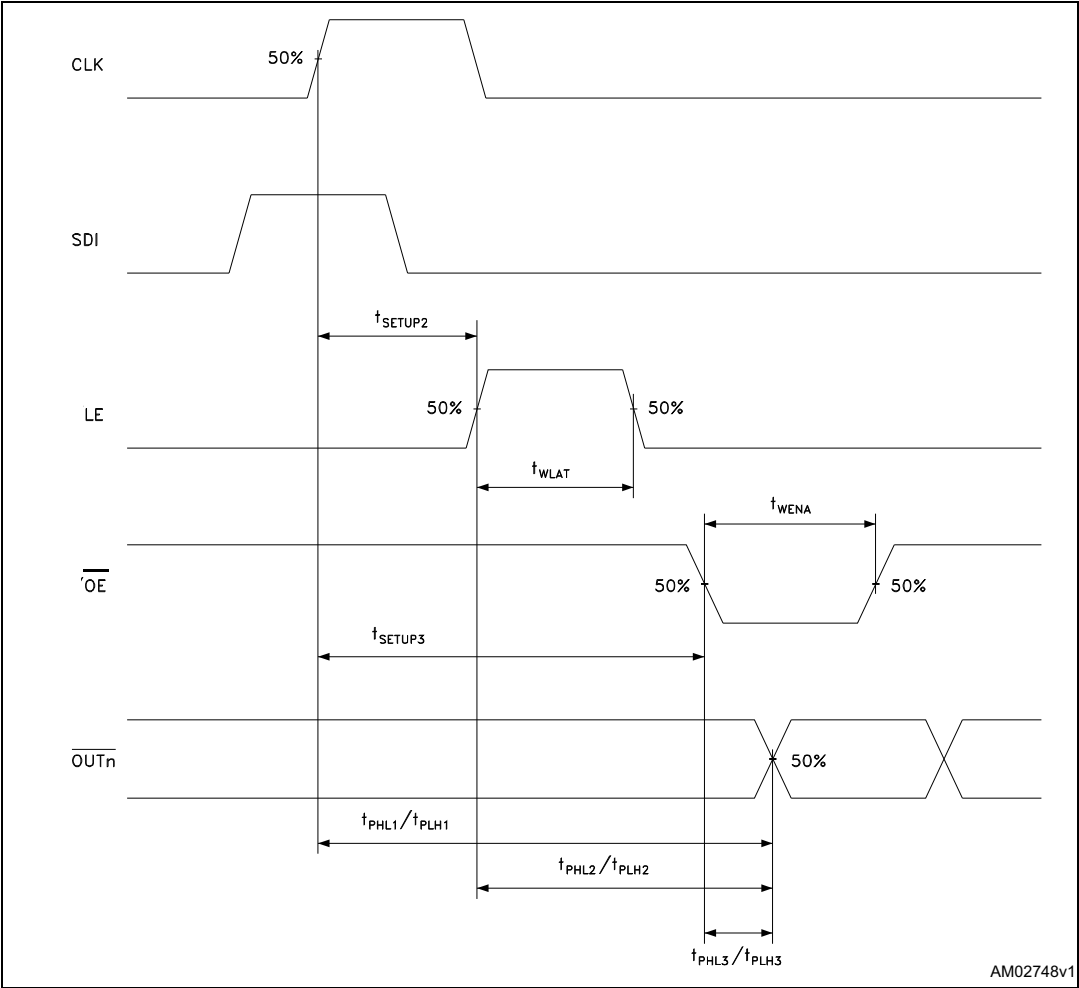 50%
CLK
SDI
tSETUP2
LE
50%
50%
tWLAT
tWENA
'OE
50%
50%
tSETUP3
OUTn
50%
tPHL1/tPLH1
tPHL2/tPLH2
tPHL3/tPLH3
AM02748v1